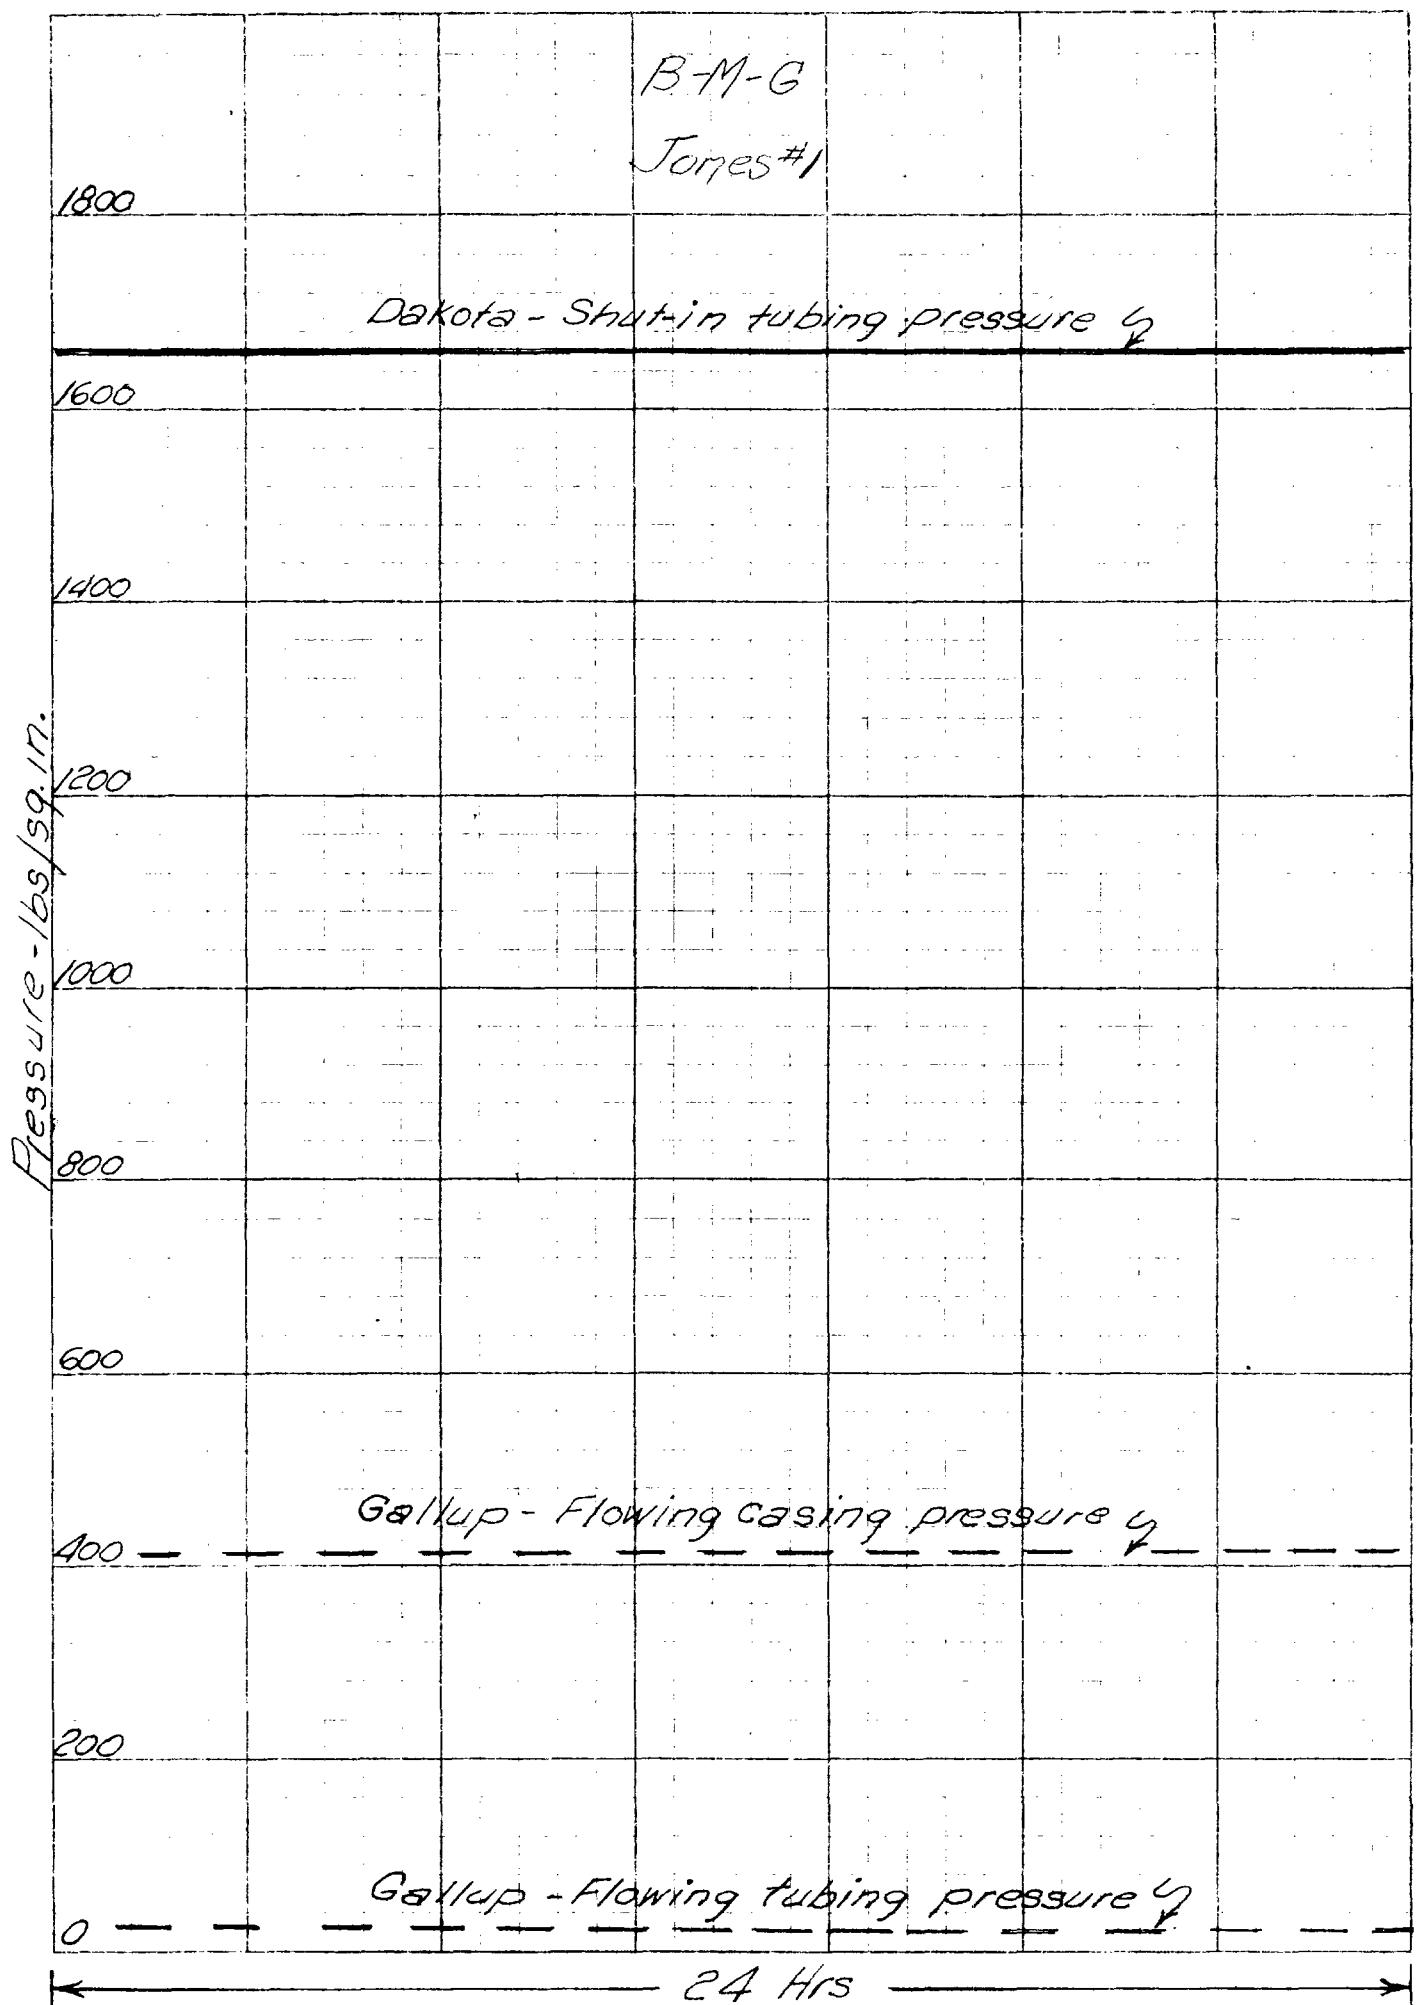 B-M-G
Jones #1
1800
Dakota - Shut-in tubing pressure
1600
1400
1200
Pressure - lbs/sq. in.
1000
800
600
Gallup - Flowing casing pressure
400
200
Gallup - Flowing tubing pressure
0
24 Hrs